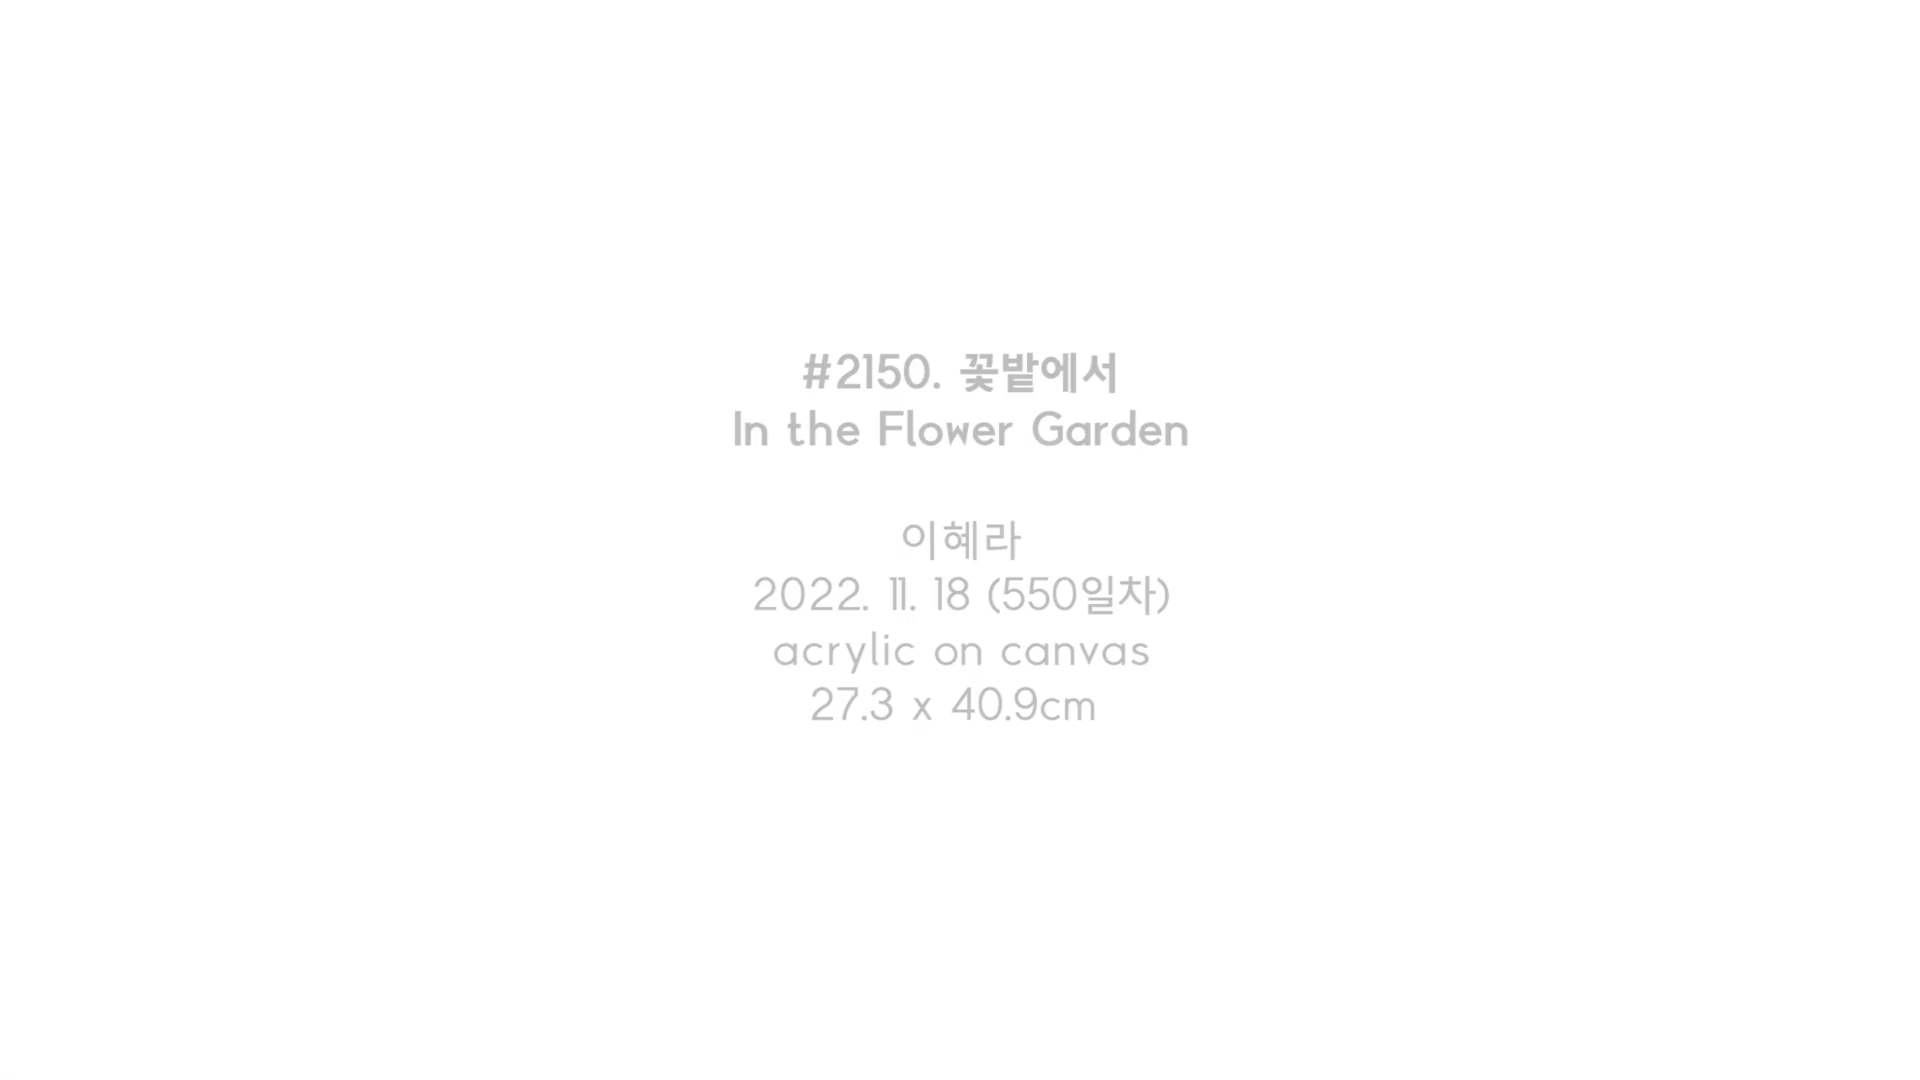 #2150. 꽃밭에서
In the Flower Garden
이혜라
2022. 11. 18 (550일차)
acrylic on canvas
27.3 x 40.9cm